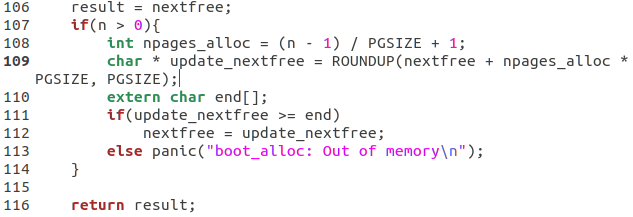 106    result = nextfree;
107    if(n > 0){
108        int npages_alloc = (n - 1) / PGSIZE + 1;
109        char * update_nextfree = ROUNDUP(nextfree + npages_alloc *
PGSIZE, PGSIZE);
110        extern char end[];
111        if(update_nextfree >= end)
112            nextfree = update_nextfree;
113        else panic("boot_alloc: Out of memory\n");
114    }
115
116    return result;